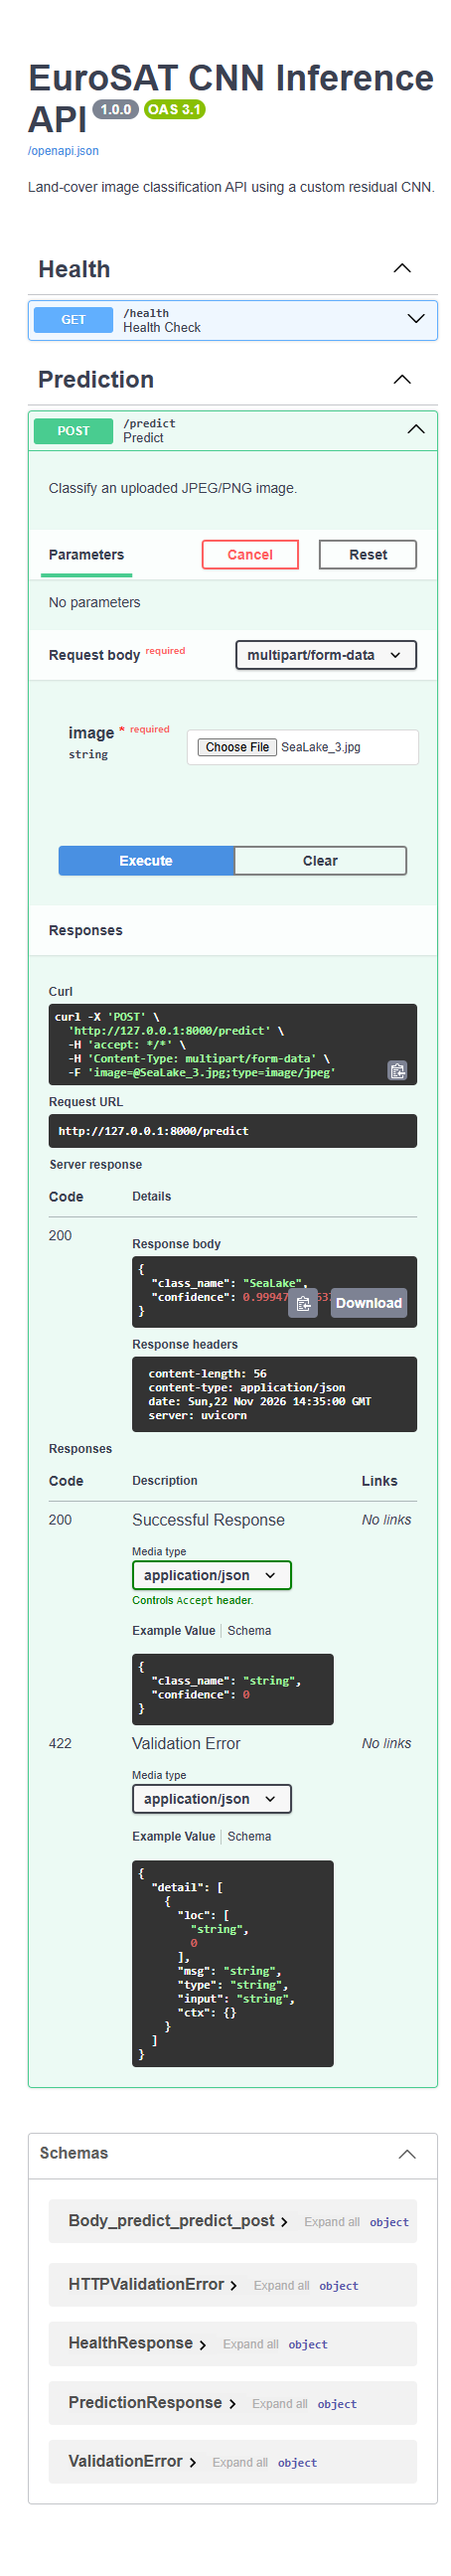 EuroSAT CNN Inference
API 1.0.0 OAS 3.1
/openapi.json
Land-cover image classification API using a custom residual CNN.
Health
GET /health
Health Check
Prediction
POST /predict
Predict
Classify an uploaded JPEG/PNG image.
Parameters Cancel Reset
No parameters
Request body required multipart/form-data
image * required
string
Choose File SeaLake_3.jpg
Execute Clear
Responses
Curl
curl -X 'POST' \
'http://127.0.0.1:8000/predict' \
-H 'accept: */*' \
-H 'Content-Type: multipart/form-data' \
-F 'image=@SeaLake_3.jpg;type=image/jpeg'
Request URL
http://127.0.0.1:8000/predict
Server response
Code Details
200
Response body
{
"class_name": "SeaLake",
"confidence":
}
Download
Response headers
content-length: 56
content-type: application/json
date: Sun,22 Nov 2026 14:35:00 GMT
server: uvicorn
Responses
Code Description Links
200 Successful Response No links
Media type
application/json
Controls Accept header.
Example Value Schema
{
"class_name": "string",
"confidence": 0
}
422 Validation Error No links
Media type
application/json
Example Value Schema
{
"detail": [
{
"loc": [
"string",
0
],
"msg": "string",
"type": "string",
"input": "string",
"ctx": {}
}
]
}
Schemas
Body_predict_predict_post Expand all object
HTTPValidationError Expand all object
HealthResponse Expand all object
PredictionResponse Expand all object
ValidationError Expand all object